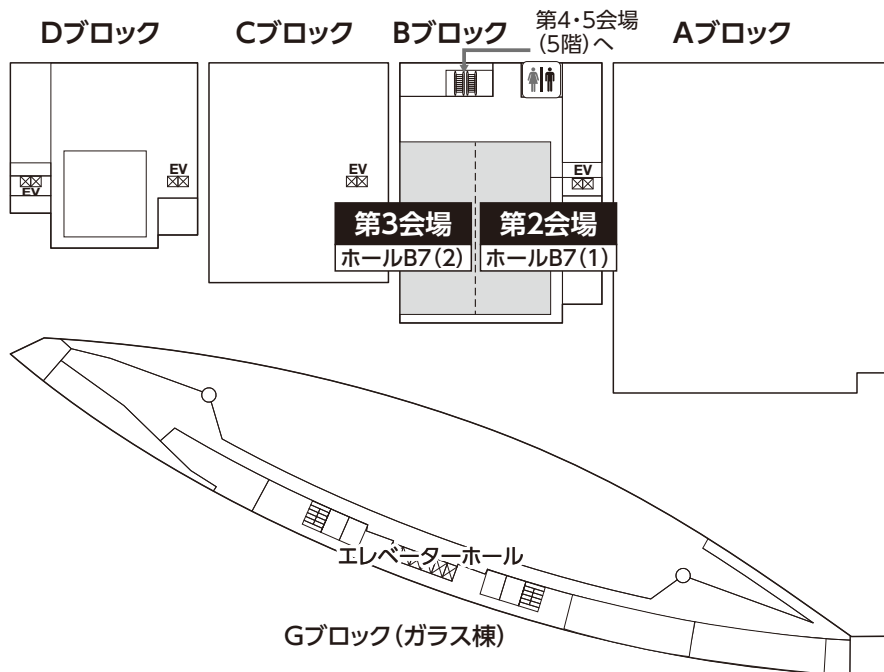 Dブロック
Cブロック
Bブロック
第4・5会場
(5階)へ
Aブロック
EV
EV
EV
EV
第3会場
ホールB7(2)
第2会場
ホールB7(1)
エレベーターホール
Gブロック(ガラス棟)